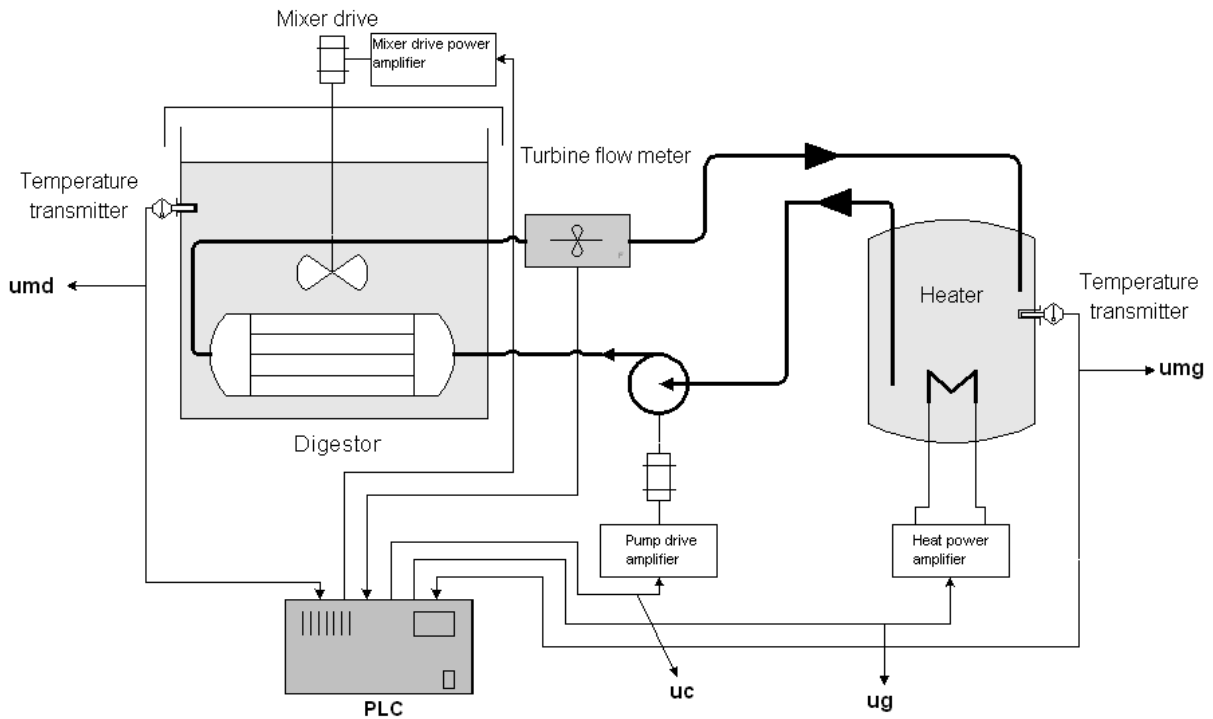 Mixer drive
Mixer drive power
amplifier
Turbine flow meter
Temperature
transmitter
F
umd
Heater
Temperature
transmitter
umg
Digestor
Pump drive
amplifier
Heat power
amplifier
uc
ug
PLC